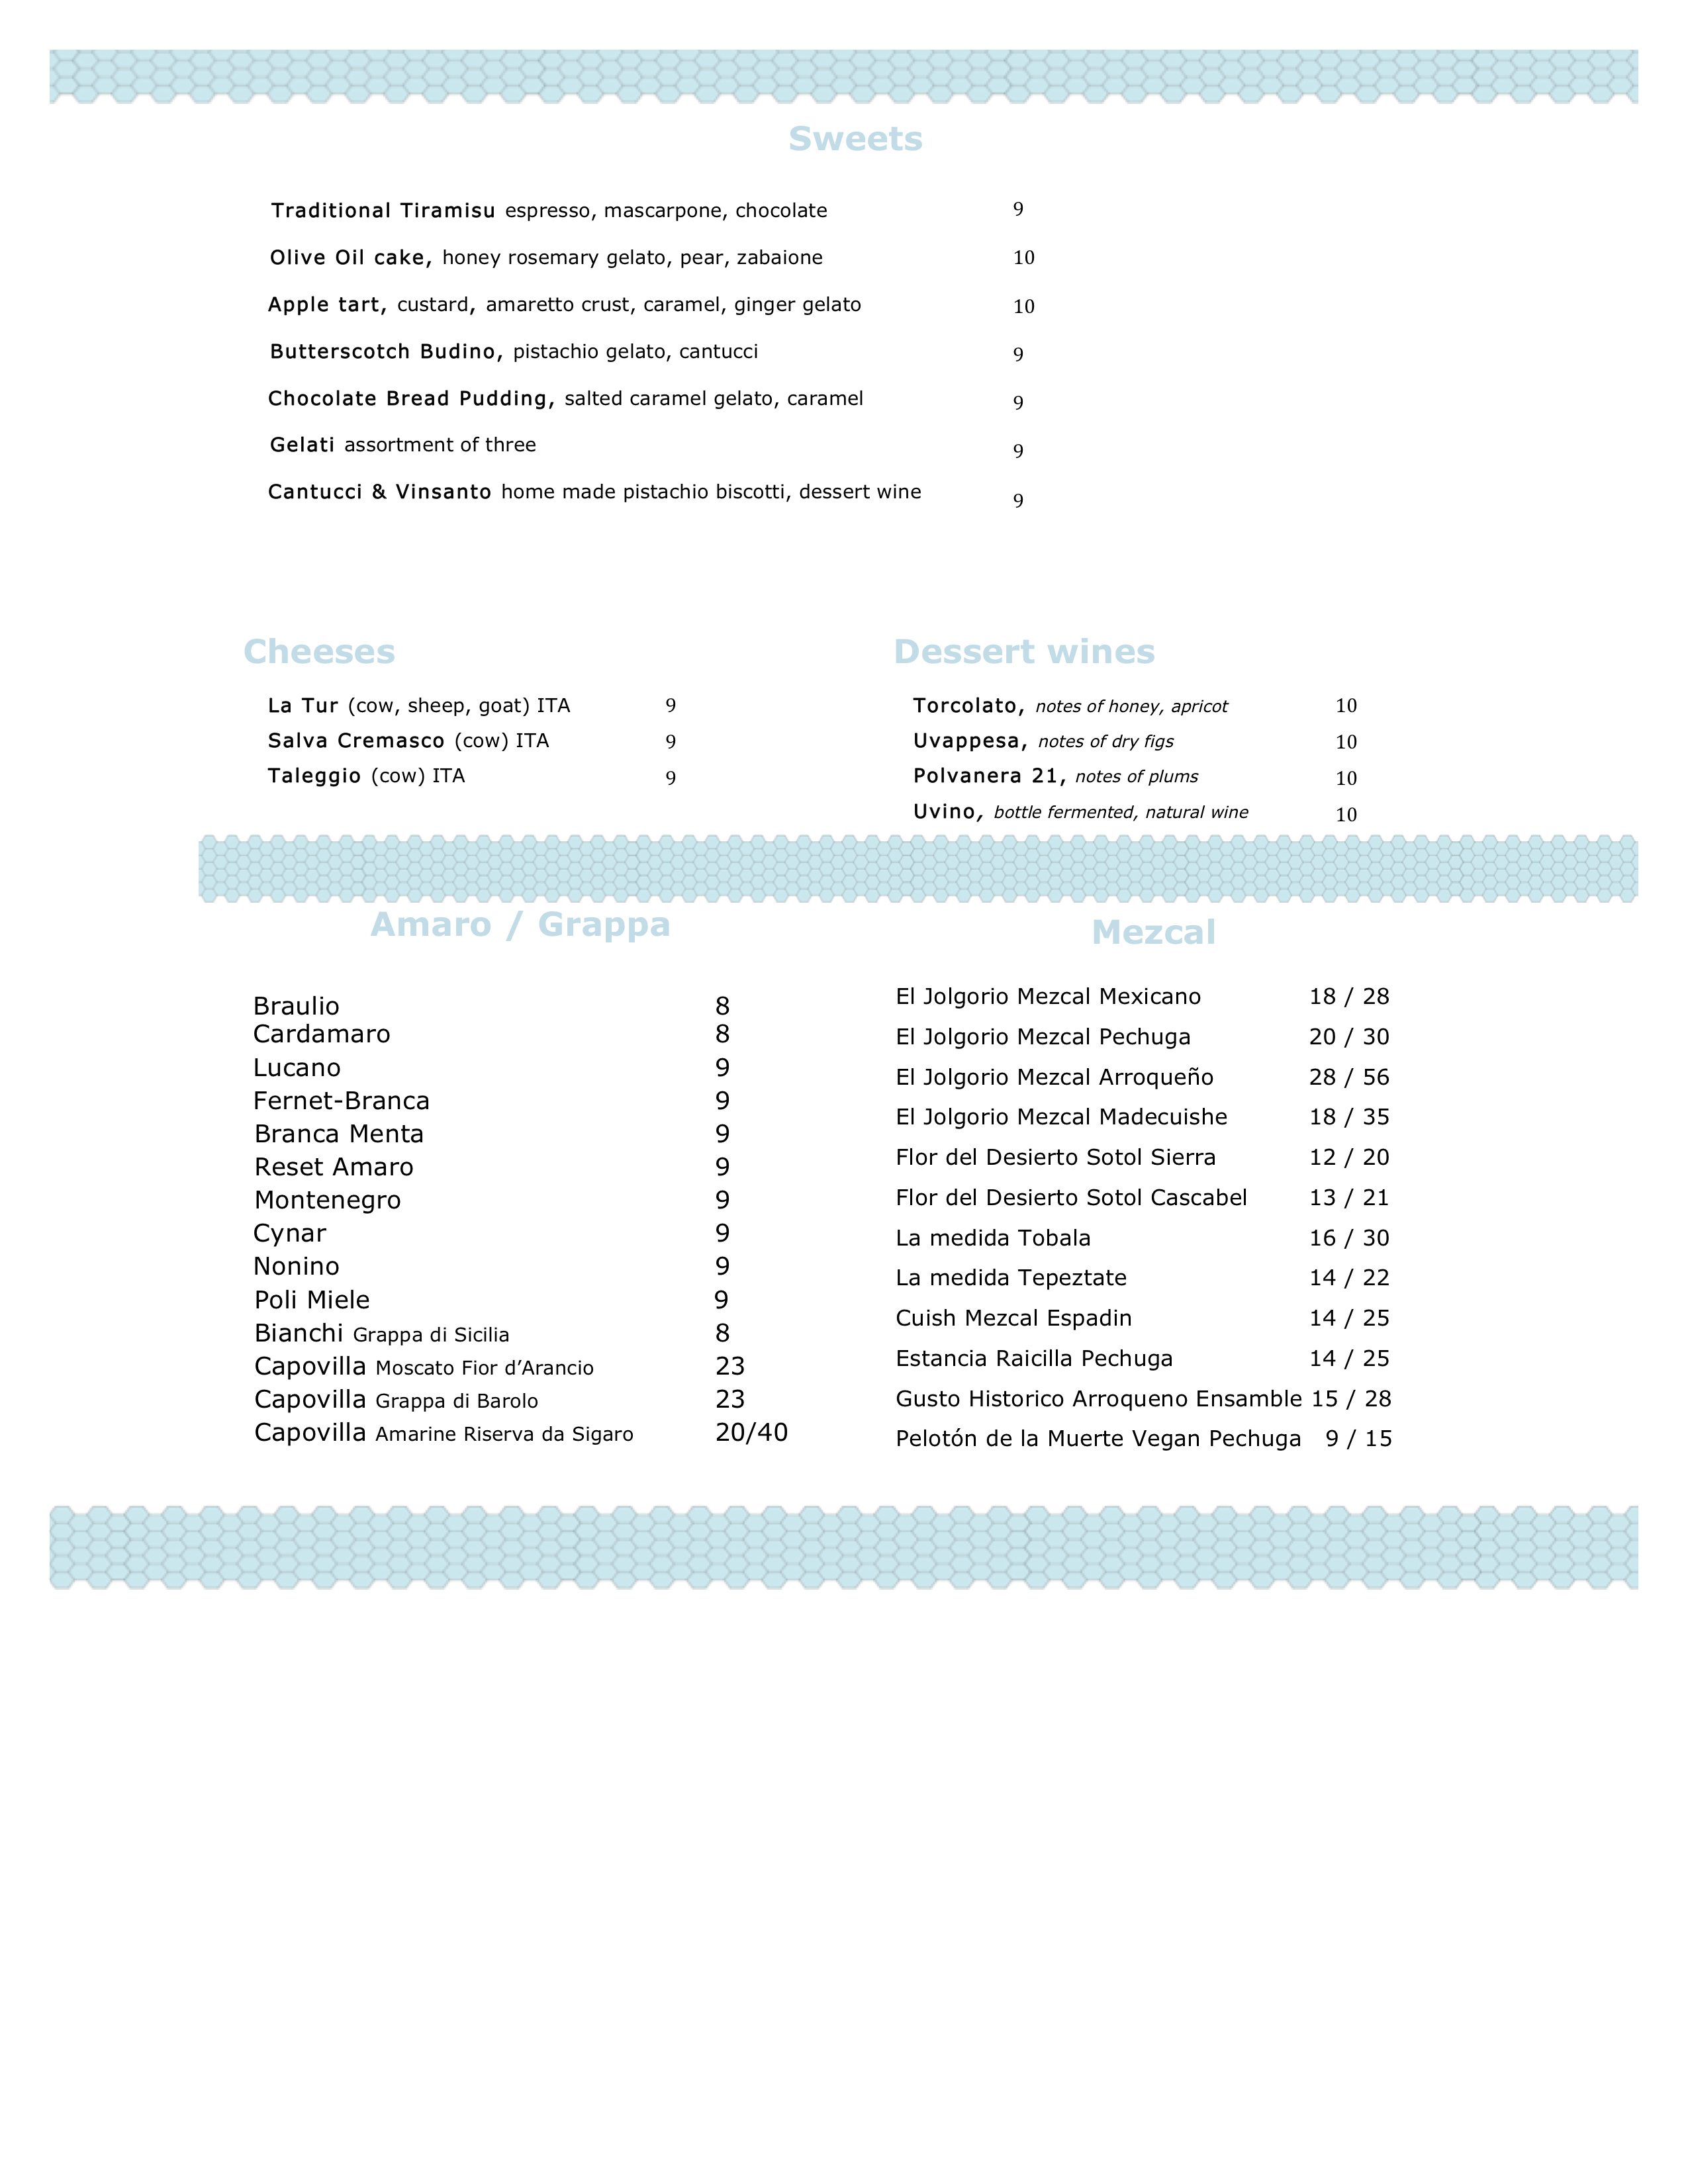 Sweets
Traditional Tiramisu espresso, mascarpone, chocolate 9
Olive Oil cake, honey rosemary gelato, pear, zabaione 10
Apple tart, custard, amaretto crust, caramel, ginger gelato 10
Butterscotch Budino, pistachio gelato, cantucci 9
Chocolate Bread Pudding, salted caramel gelato, caramel 9
Gelati assortment of three 9
Cantucci & Vinsanto home made pistachio biscotti, dessert wine 9
Cheeses
La Tur (cow, sheep, goat) ITA 9
Salva Cremasco (cow) ITA 9
Taleggio (cow) ITA 9
Dessert wines
Torcolato, notes of honey, apricot 10
Uvappesa, notes of dry figs 10
Polvanera 21, notes of plums 10
Uvino, bottle fermented, natural wine 10
Amaro / Grappa
Braulio 8
Cardamaro 8
Lucano 9
Fernet-Branca 9
Branca Menta 9
Reset Amaro 9
Montenegro 9
Cynar 9
Nonino 9
Poli Miele 9
Bianchi Grappa di Sicilia 8
Capovilla Moscato Fior d’Arancio 23
Capovilla Grappa di Barolo 23
Capovilla Amarine Riserva da Sigaro 20/40
Mezcal
El Jolgorio Mezcal Mexicano 18 / 28
El Jolgorio Mezcal Pechuga 20 / 30
El Jolgorio Mezcal Arroqueño 28 / 56
El Jolgorio Mezcal Madecuishe 18 / 35
Flor del Desierto Sotol Sierra 12 / 20
Flor del Desierto Sotol Cascabel 13 / 21
La medida Tobala 16 / 30
La medida Tepeztate 14 / 22
Cuish Mezcal Espadin 14 / 25
Estancia Raicilla Pechuga 14 / 25
Gusto Historico Arroqueno Ensamble 15 / 28
Pelotón de la Muerte Vegan Pechuga 9 / 15